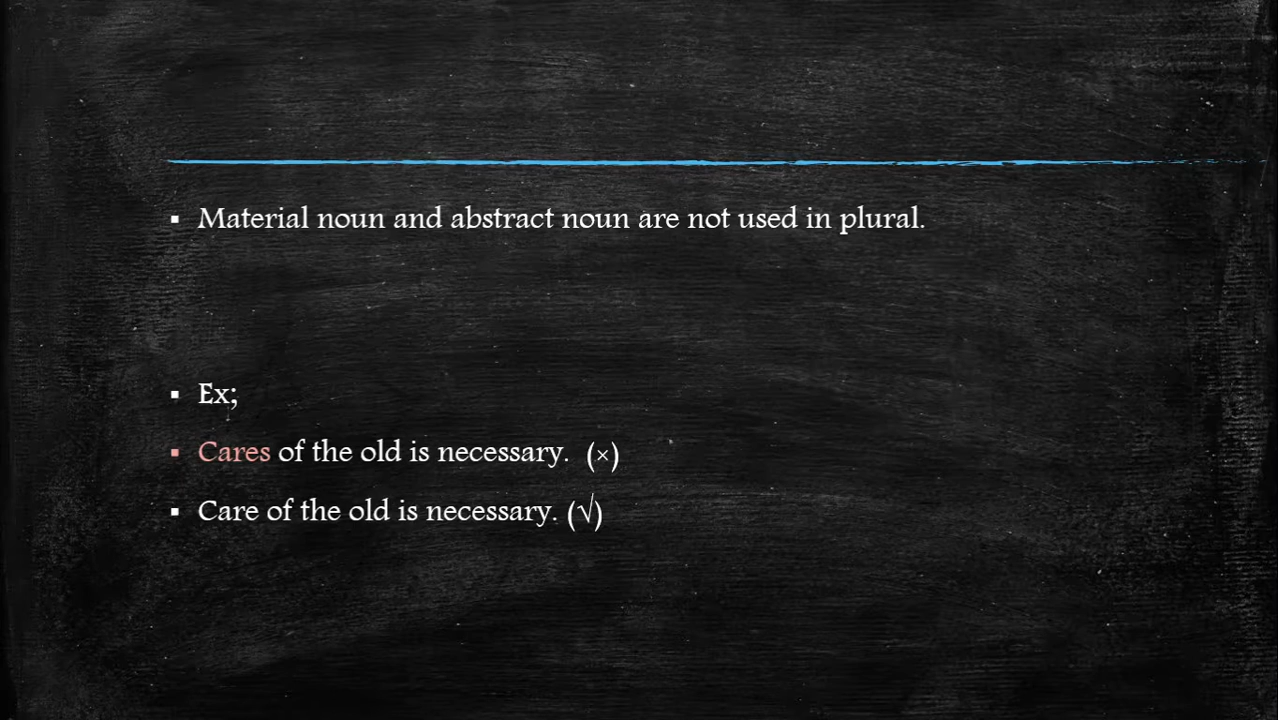 ▪ Material noun and abstract noun are not used in plural.
▪ Ex;
▪ Cares of the old is necessary. (×)
▪ Care of the old is necessary. (√)